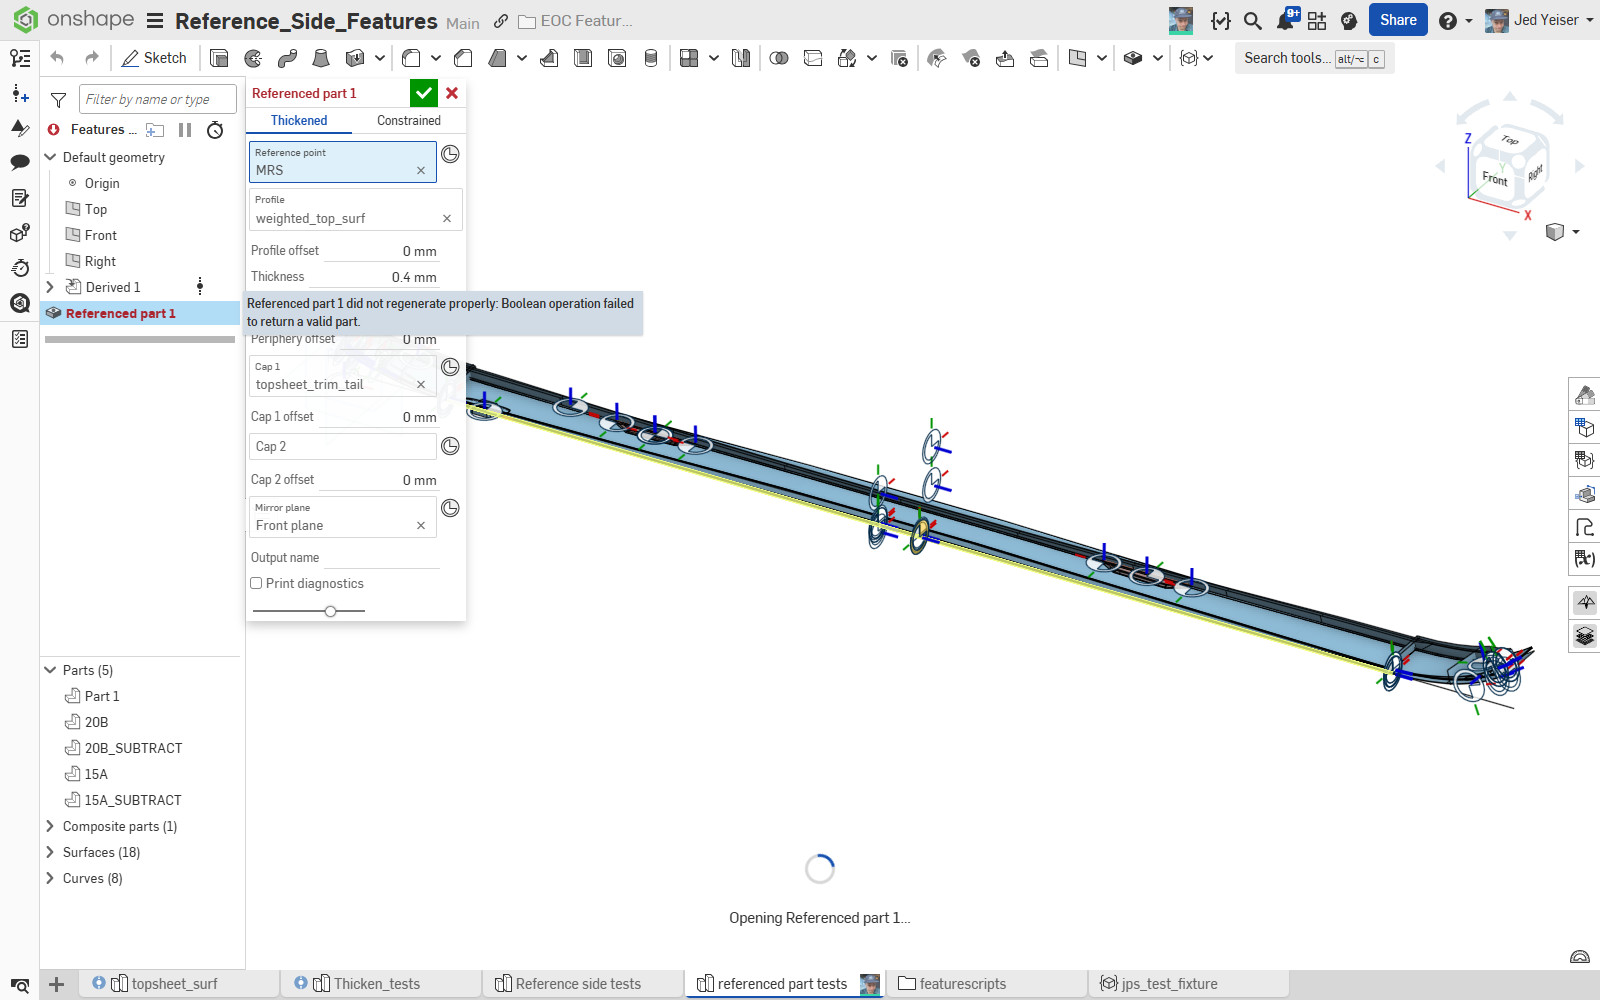 onshape
Reference_Side_Features
Main
EOC Featur...
9+
Share
Jed Yeiser
Sketch
Search tools...
alt/⌥
c
Filter by name or type
Features ...
Default geometry
Origin
Top
Front
Right
Derived 1
Referenced part 1
Referenced part 1
Thickened
Constrained
Reference point
MRS
Profile
weighted_top_surf
Profile offset
0 mm
Thickness
0.4 mm
Referenced part 1 did not regenerate properly: Boolean operation failed
to return a valid part.
Periphery offset
0 mm
Cap 1
topsheet_trim_tail
Cap 1 offset
0 mm
Cap 2
Cap 2 offset
0 mm
Mirror plane
Front plane
Output name
Print diagnostics
Z
Top
Y
Front
Right
X
Parts (5)
Part 1
20B
20B_SUBTRACT
15A
15A_SUBTRACT
Composite parts (1)
Surfaces (18)
Curves (8)
Opening Referenced part 1...
topsheet_surf
Thicken_tests
Reference side tests
referenced part tests
featurescripts
jps_test_fixture